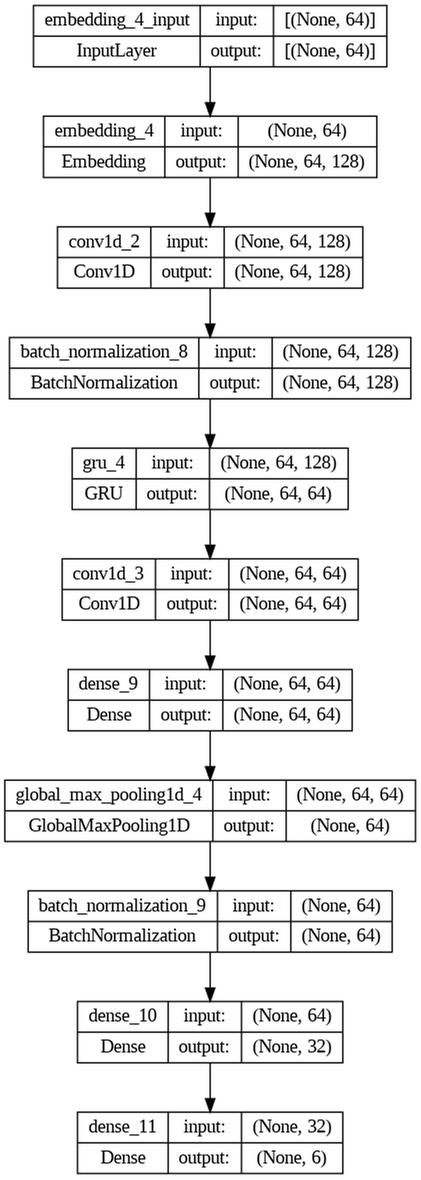 embedding_4_input input: [(None, 64)]
InputLayer output: [(None, 64)]
embedding_4 input: (None, 64)
Embedding output: (None, 64, 128)
conv1d_2 input: (None, 64, 128)
Conv1D output: (None, 64, 128)
batch_normalization_8 input: (None, 64, 128)
BatchNormalization output: (None, 64, 128)
gru_4 input: (None, 64, 128)
GRU output: (None, 64, 64)
conv1d_3 input: (None, 64, 64)
Conv1D output: (None, 64, 64)
dense_9 input: (None, 64, 64)
Dense output: (None, 64, 64)
global_max_pooling1d_4 input: (None, 64, 64)
GlobalMaxPooling1D output: (None, 64)
batch_normalization_9 input: (None, 64)
BatchNormalization output: (None, 64)
dense_10 input: (None, 64)
Dense output: (None, 32)
dense_11 input: (None, 32)
Dense output: (None, 6)